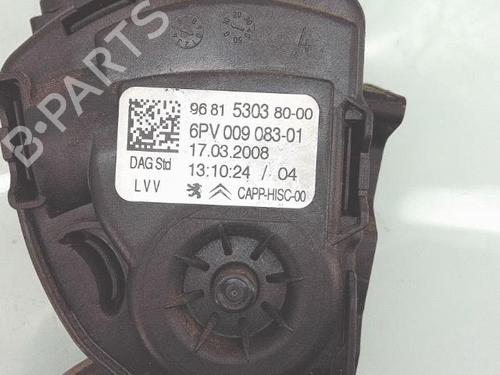 B-PARTS
A
96 81 5303 80-00
6PV 009 083-01
17.03.2008
DAG Std
13:10:24 / 04
LVV
CAPP-HISC-00